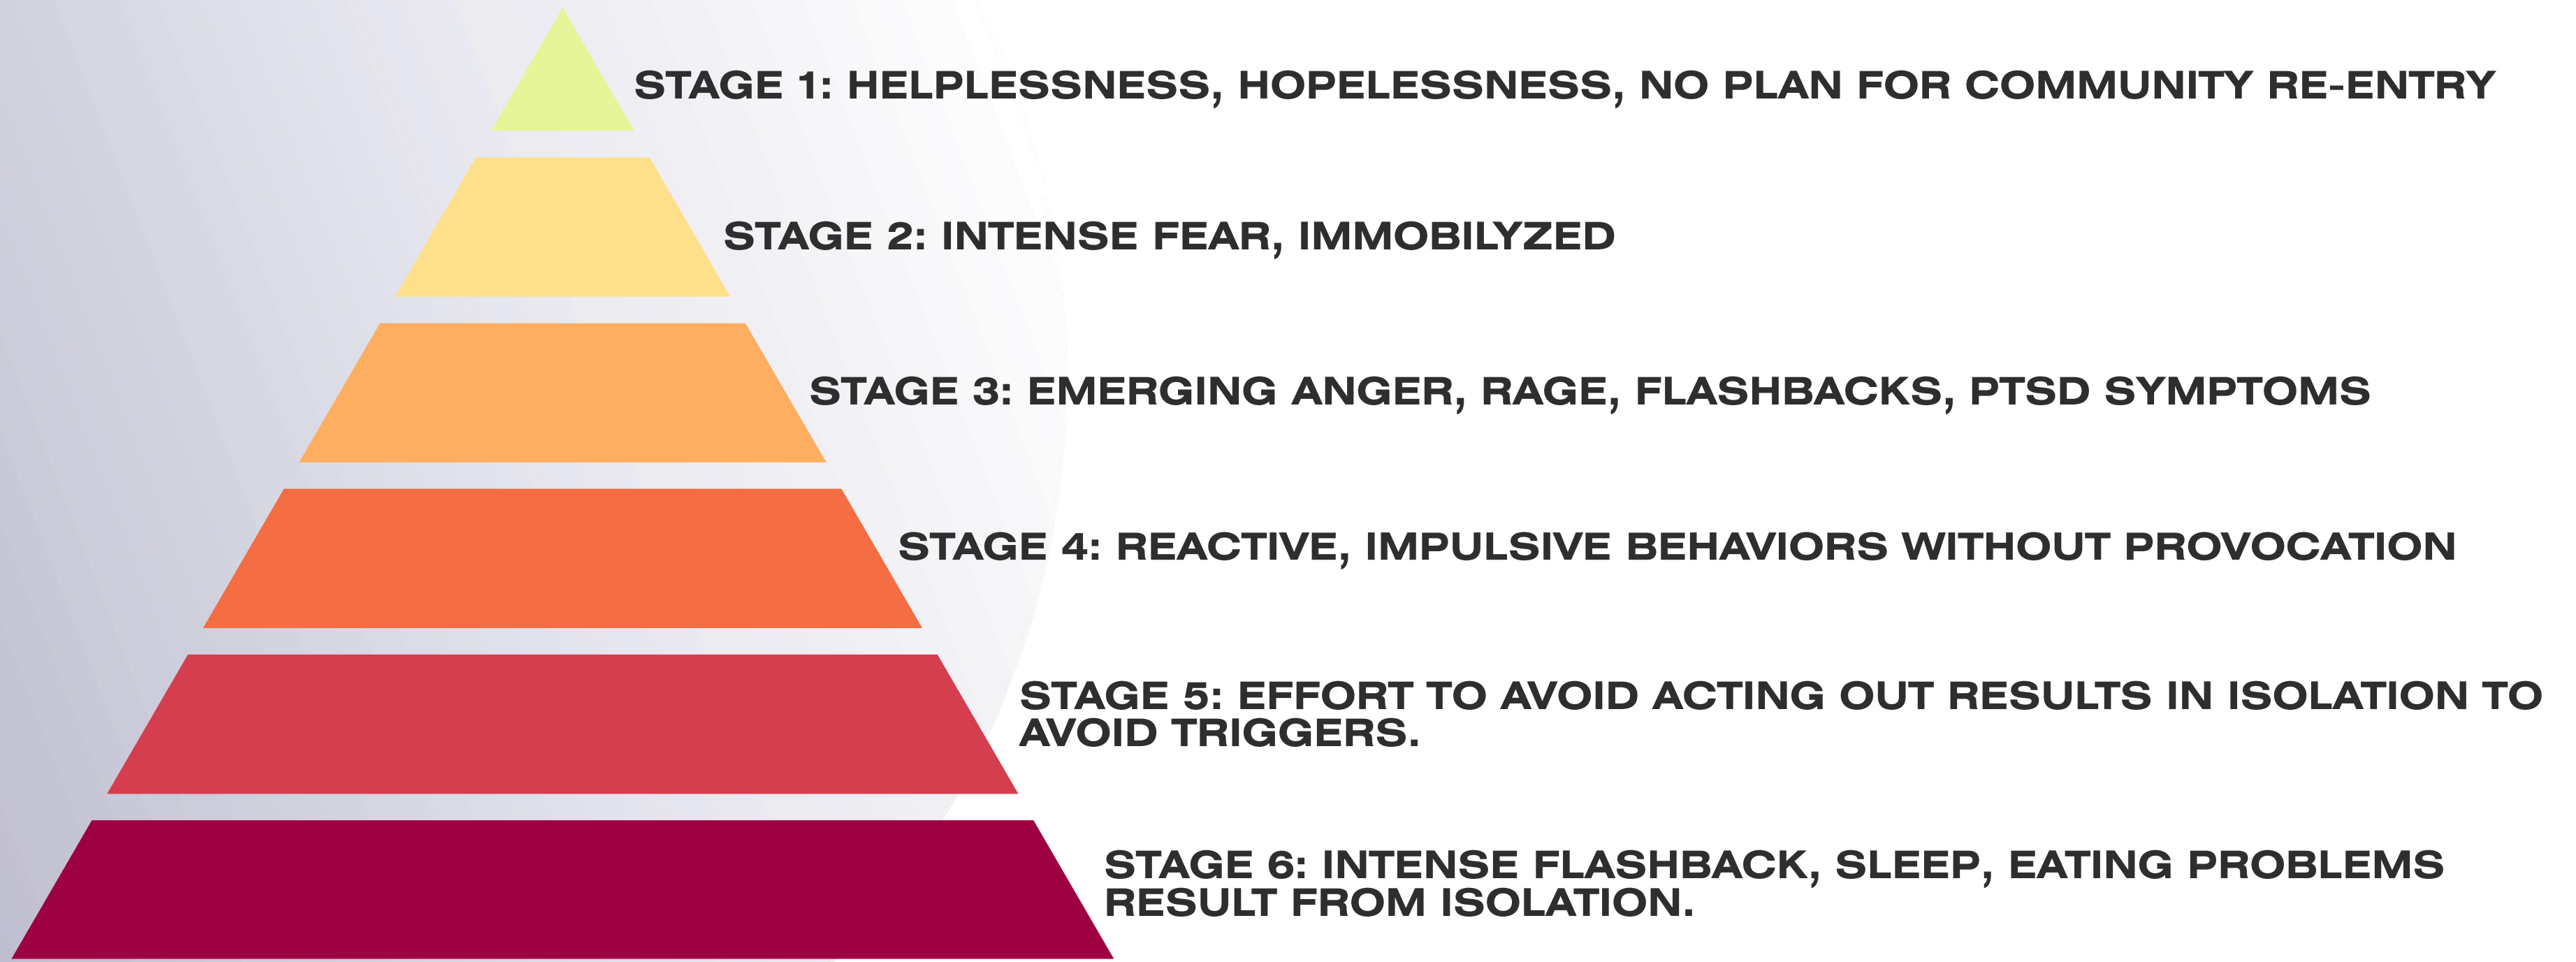 STAGE 1: HELPLESSNESS, HOPELESSNESS, NO PLAN FOR COMMUNITY RE-ENTRY
STAGE 2: INTENSE FEAR, IMMOBILYZED
STAGE 3: EMERGING ANGER, RAGE, FLASHBACKS, PTSD SYMPTOMS
STAGE 4: REACTIVE, IMPULSIVE BEHAVIORS WITHOUT PROVOCATION
STAGE 5: EFFORT TO AVOID ACTING OUT RESULTS IN ISOLATION TO
AVOID TRIGGERS.
STAGE 6: INTENSE FLASHBACK, SLEEP, EATING PROBLEMS
RESULT FROM ISOLATION.